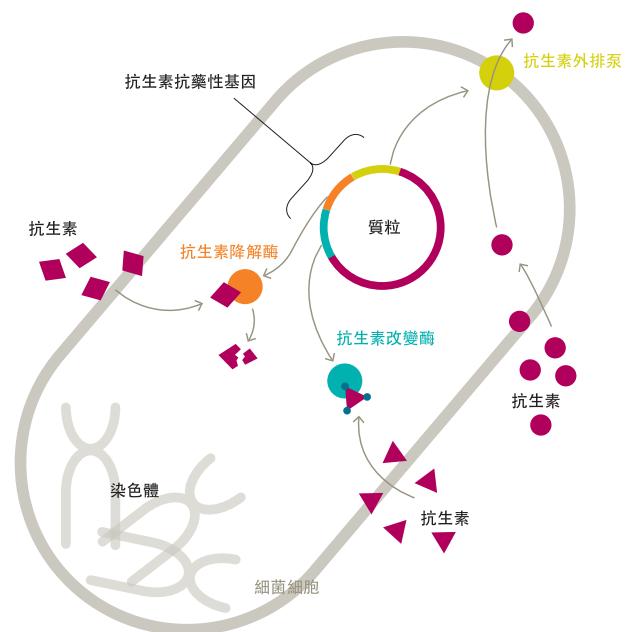 抗生素外排泵
抗生素抗藥性基因
質粒
抗生素
抗生素降解酶
抗生素改變酶
抗生素
染色體
抗生素
細菌細胞